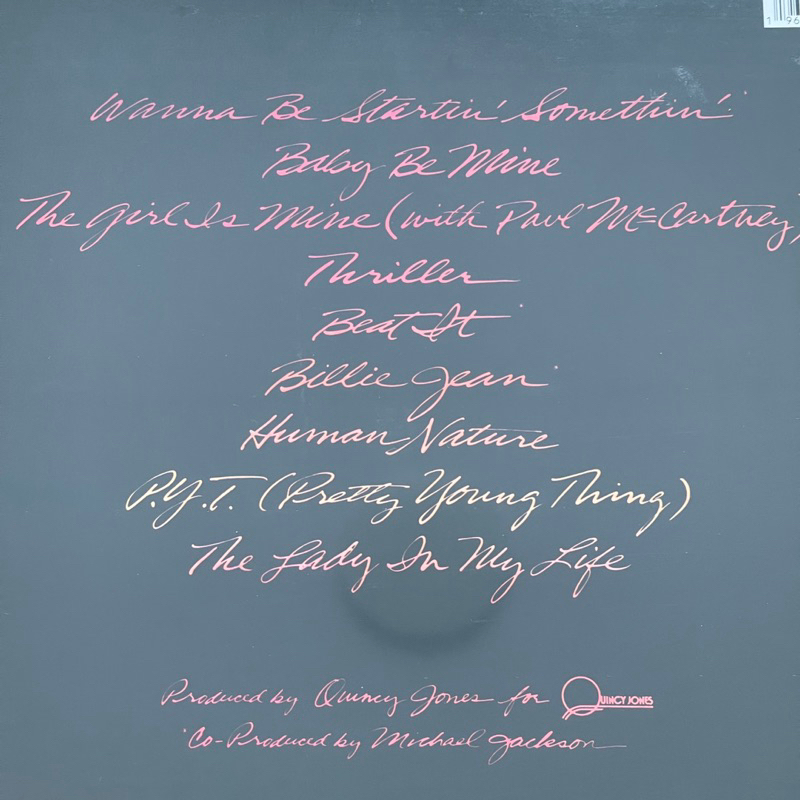 196
Wanna Be Startin' Somethin'
Baby Be Mine
The Girl Is Mine (with Paul McCartney)
Thriller
Beat It
Billie Jean
Human Nature
P.Y.T. (Pretty Young Thing)
The Lady In My Life
Produced by Quincy Jones for QUINCY JONES
Co-Produced by Michael Jackson